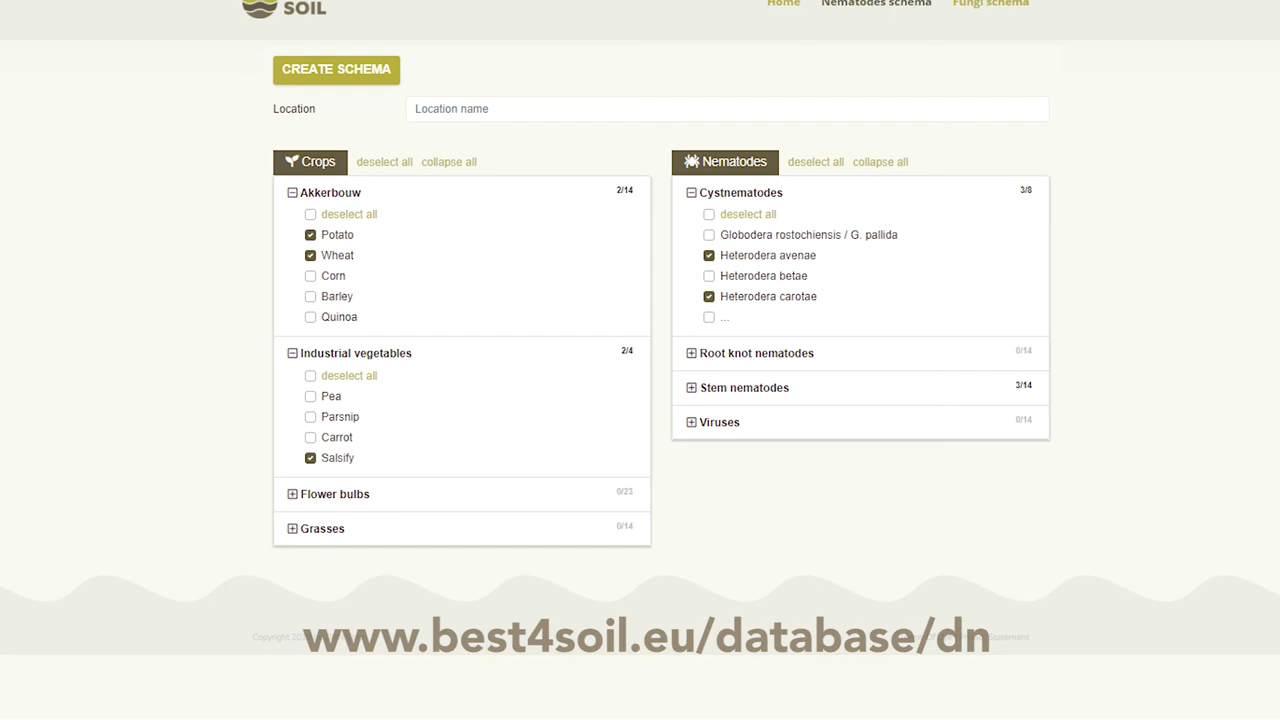 SOIL
Home Nematodes schema Fungi schema
CREATE SCHEMA
Location Location name
Crops deselect all collapse all
Akkerbouw 2/14
deselect all
Potato
Wheat
Corn
Barley
Quinoa
Industrial vegetables 2/4
deselect all
Pea
Parsnip
Carrot
Salsify
Flower bulbs 0/23
Grasses 0/14
Nematodes deselect all collapse all
Cystnematodes 3/8
deselect all
Globodera rostochiensis / G. pallida
Heterodera avenae
Heterodera betae
Heterodera carotae
...
Root knot nematodes 0/14
Stem nematodes 3/14
Viruses 0/14
www.best4soil.eu/database/dn
Copyright Statement